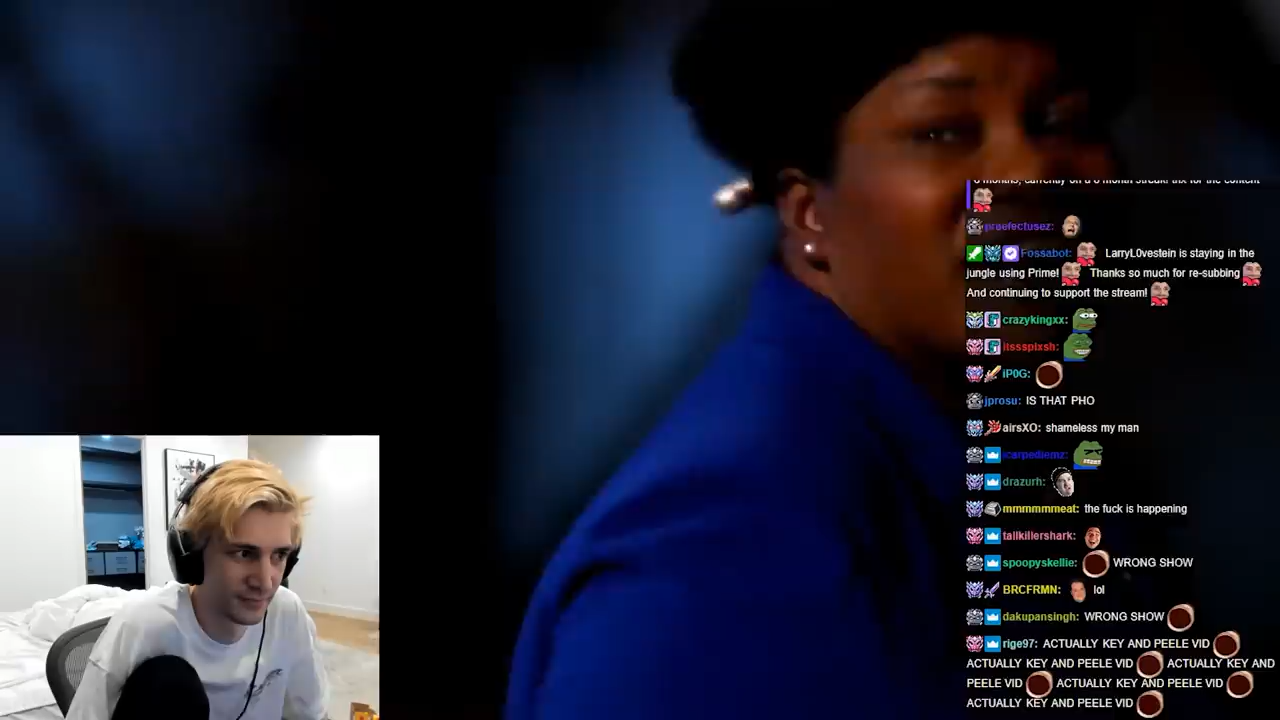 praefectusez:
Fossabot: LarryL0vestein is staying in the
jungle using Prime! Thanks so much for re-subbing
And continuing to support the stream!
crazykingxx:
itssspixsh:
iP0G:
jprosu: IS THAT PHO
airsXO: shameless my man
icarpediemz:
drazurh:
mmmmmmeat: the fuck is happening
tallkillershark:
spoopyskellie: WRONG SHOW
BRCFRMN: lol
dakupansingh: WRONG SHOW
rige97: ACTUALLY KEY AND PEELE VID
ACTUALLY KEY AND PEELE VID ACTUALLY KEY AND
PEELE VID ACTUALLY KEY AND PEELE VID
ACTUALLY KEY AND PEELE VID